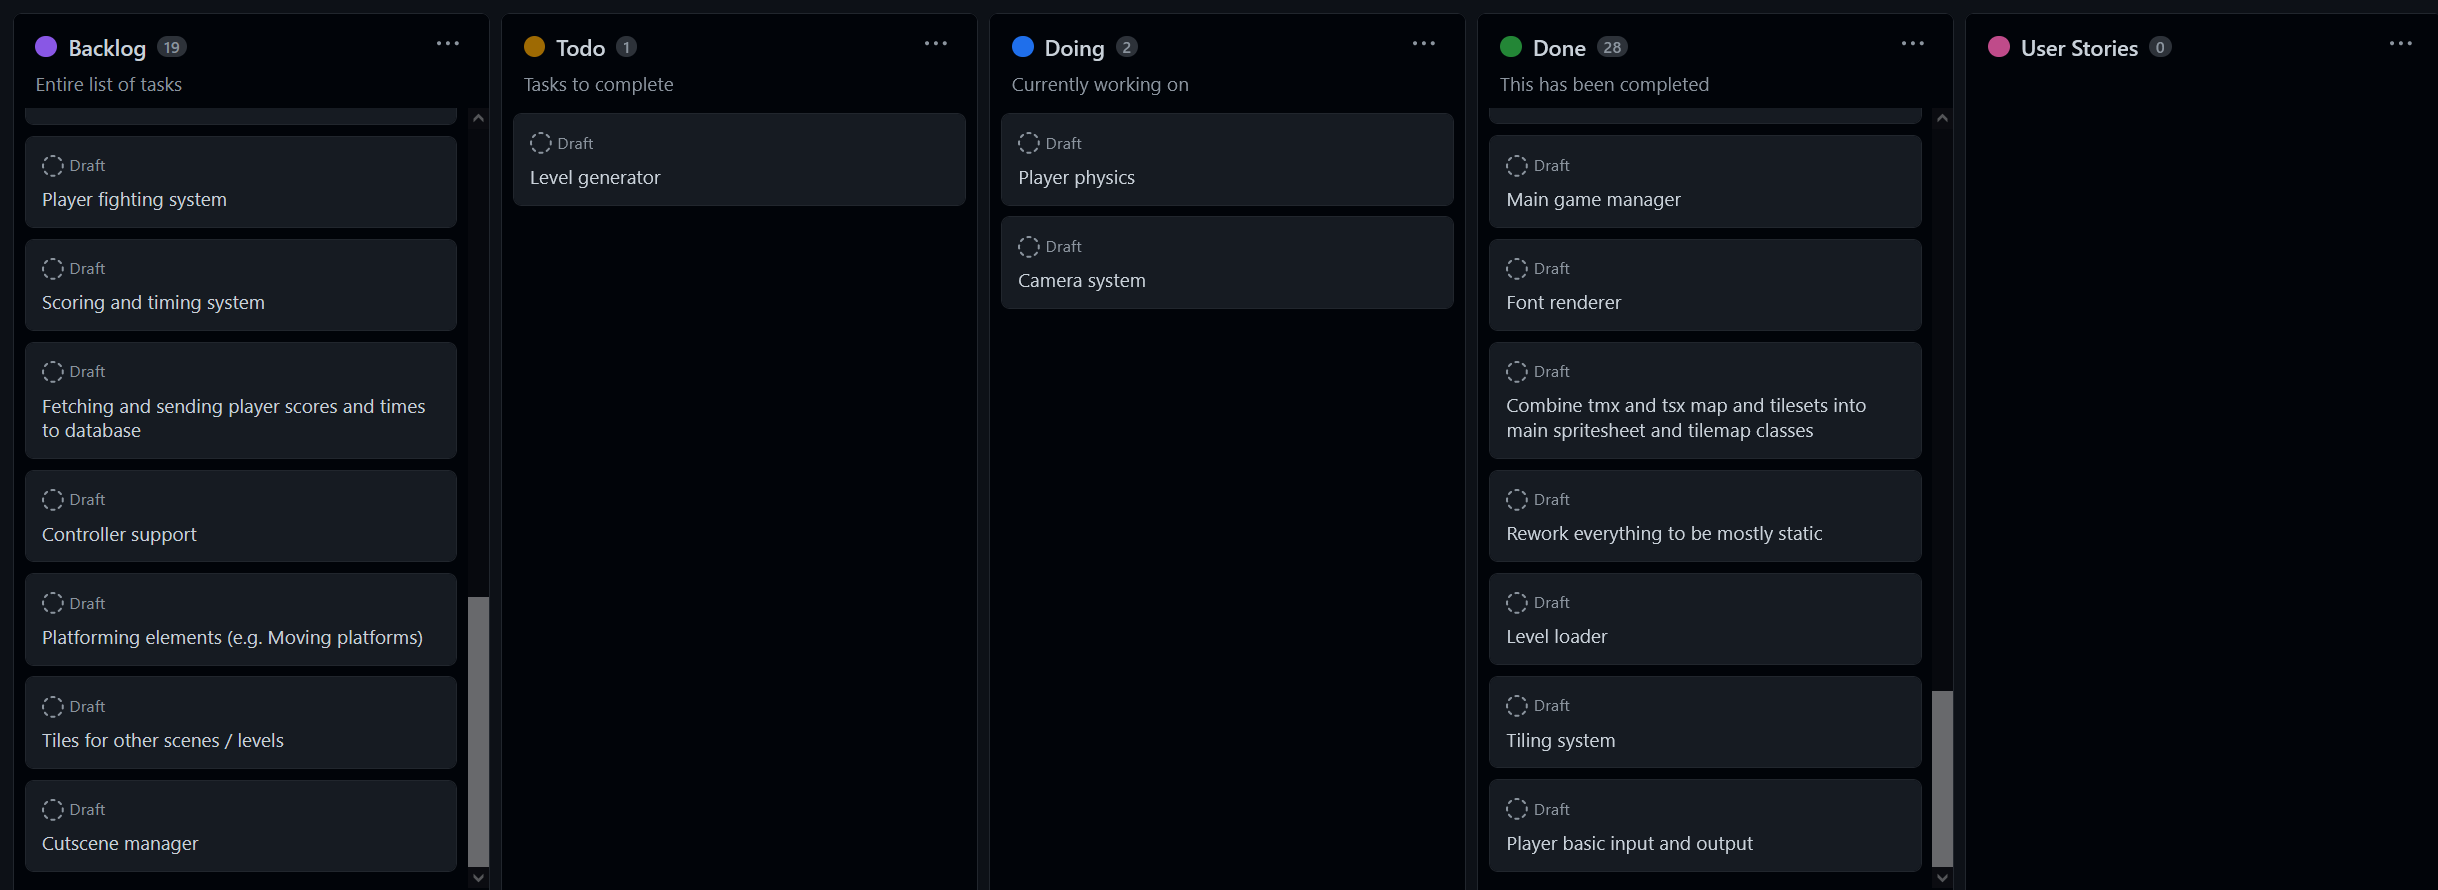 Backlog 19
Entire list of tasks
Draft
Player fighting system
Draft
Scoring and timing system
Draft
Fetching and sending player scores and times
to database
Draft
Controller support
Draft
Platforming elements (e.g. Moving platforms)
Draft
Tiles for other scenes / levels
Draft
Cutscene manager
Todo 1
Tasks to complete
Draft
Level generator
Doing 2
Currently working on
Draft
Player physics
Draft
Camera system
Done 28
This has been completed
Draft
Main game manager
Draft
Font renderer
Draft
Combine tmx and tsx map and tilesets into
main spritesheet and tilemap classes
Draft
Rework everything to be mostly static
Draft
Level loader
Draft
Tiling system
Draft
Player basic input and output
User Stories 0